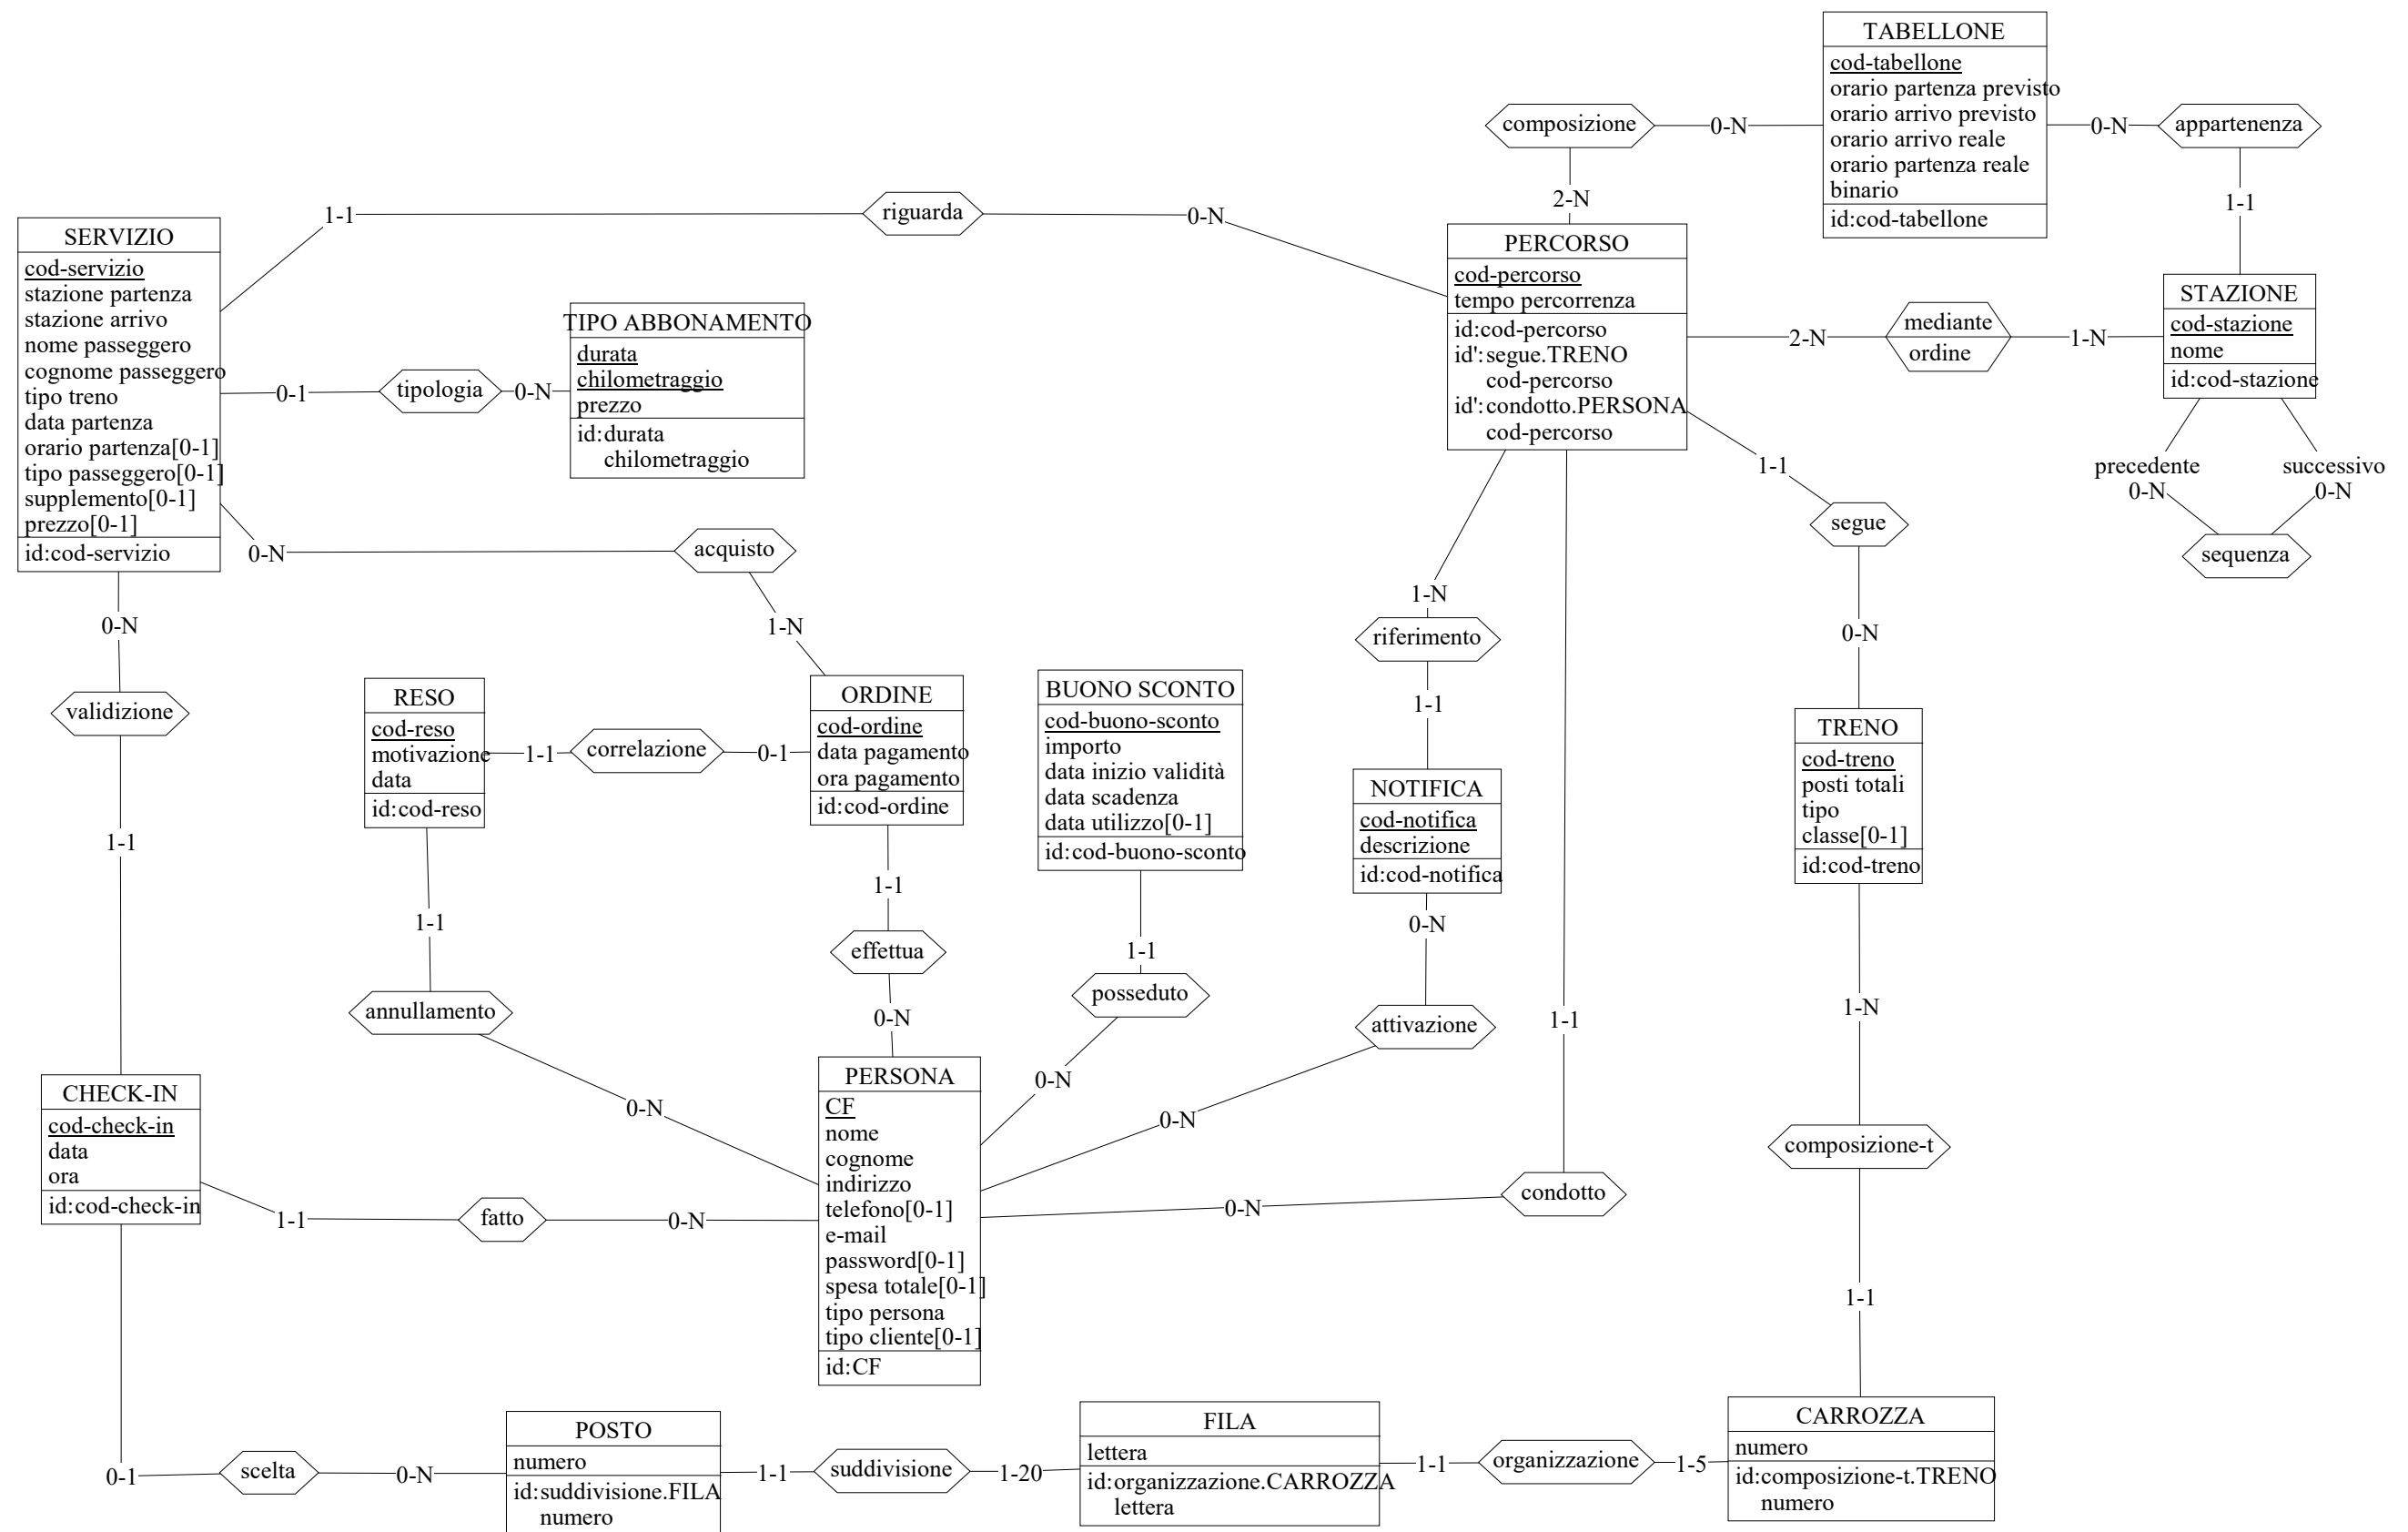 TABELLONE
cod-tabellone
orario partenza previsto
orario arrivo previsto
orario arrivo reale
orario partenza reale
binario
id:cod-tabellone
composizione
0-N
0-N
appartenenza
2-N
1-1
riguarda
1-1
0-N
SERVIZIO
cod-servizio
stazione partenza
stazione arrivo
nome passeggero
cognome passeggero
tipo treno
data partenza
orario partenza[0-1]
tipo passeggero[0-1]
supplemento[0-1]
prezzo[0-1]
id:cod-servizio
0-1
tipologia
0-N
TIPO ABBONAMENTO
durata
chilometraggio
prezzo
id:durata
chilometraggio
PERCORSO
cod-percorso
tempo percorrenza
id:cod-percorso
id':segue.TRENO
cod-percorso
id':condotto.PERSONA
cod-percorso
2-N
mediante
ordine
1-N
STAZIONE
cod-stazione
nome
id:cod-stazione
precedente
0-N
successivo
0-N
sequenza
1-1
segue
0-N
0-N
acquisto
1-N
0-N
validizione
1-1
1-N
riferimento
1-1
RESO
cod-reso
motivazione
data
id:cod-reso
1-1
correlazione
0-1
ORDINE
cod-ordine
data pagamento
ora pagamento
id:cod-ordine
BUONO SCONTO
cod-buono-sconto
importo
data inizio validità
data scadenza
data utilizzo[0-1]
id:cod-buono-sconto
NOTIFICA
cod-notifica
descrizione
id:cod-notifica
TRENO
cod-treno
posti totali
tipo
classe[0-1]
id:cod-treno
1-1
annullamento
0-N
1-1
effettua
0-N
1-1
posseduto
0-N
0-N
attivazione
0-N
1-1
condotto
0-N
1-N
composizione-t
1-1
CHECK-IN
cod-check-in
data
ora
id:cod-check-in
1-1
fatto
0-N
PERSONA
CF
nome
cognome
indirizzo
telefono[0-1]
e-mail
password[0-1]
spesa totale[0-1]
tipo persona
tipo cliente[0-1]
id:CF
0-1
scelta
0-N
POSTO
numero
id:suddivisione.FILA
numero
1-1
suddivisione
1-20
FILA
lettera
id:organizzazione.CARROZZA
lettera
1-1
organizzazione
1-5
CARROZZA
numero
id:composizione-t.TRENO
numero